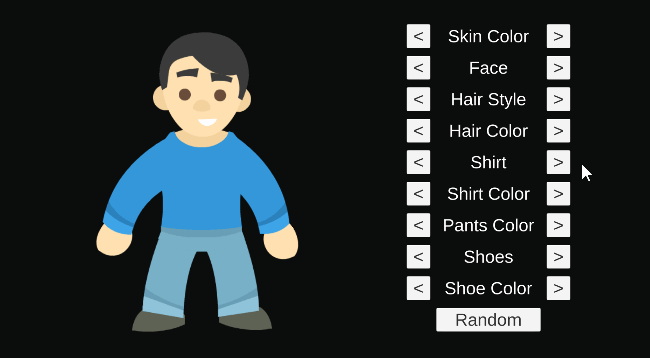 < Skin Color >
< Face >
< Hair Style >
< Hair Color >
< Shirt >
< Shirt Color >
< Pants Color >
< Shoes >
< Shoe Color >
Random